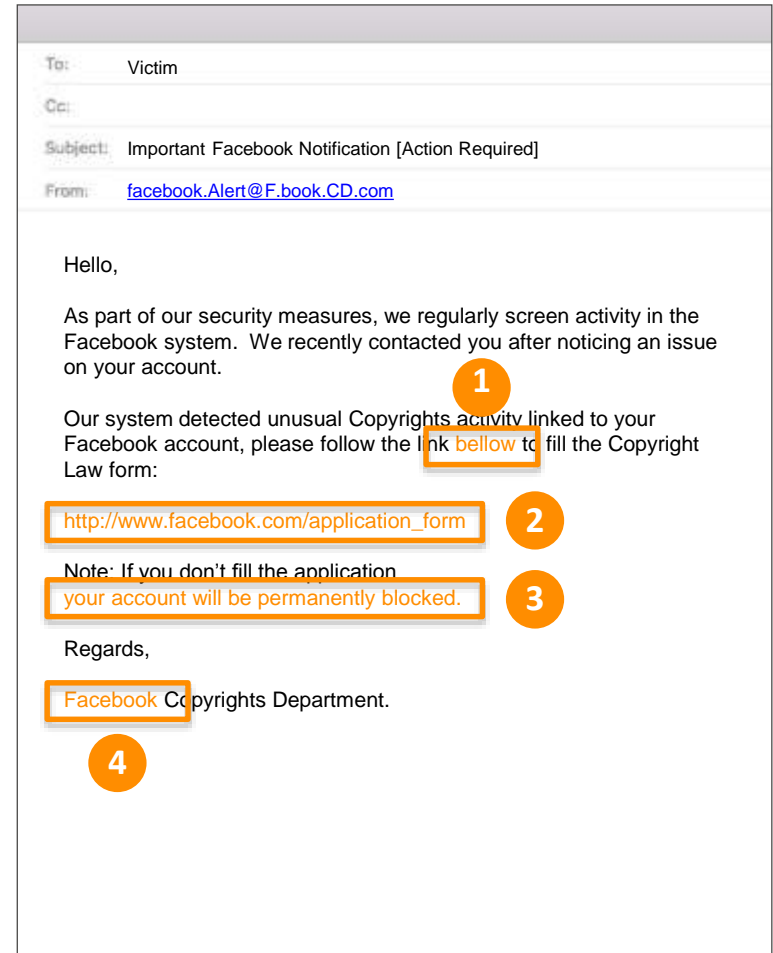 To: Victim
Cc:
Subject: Important Facebook Notification [Action Required]
From: facebook.Alert@F.book.CD.com
Hello,
As part of our security measures, we regularly screen activity in the
Facebook system.  We recently contacted you after noticing an issue
on your account.
1
Our system detected unusual Copyrights activity linked to your
Facebook account, please follow the link bellow to fill the Copyright
Law form:
http://www.facebook.com/application_form 2
Note: If you don’t fill the application
your account will be permanently blocked. 3
Regards,
Facebook Copyrights Department.
4